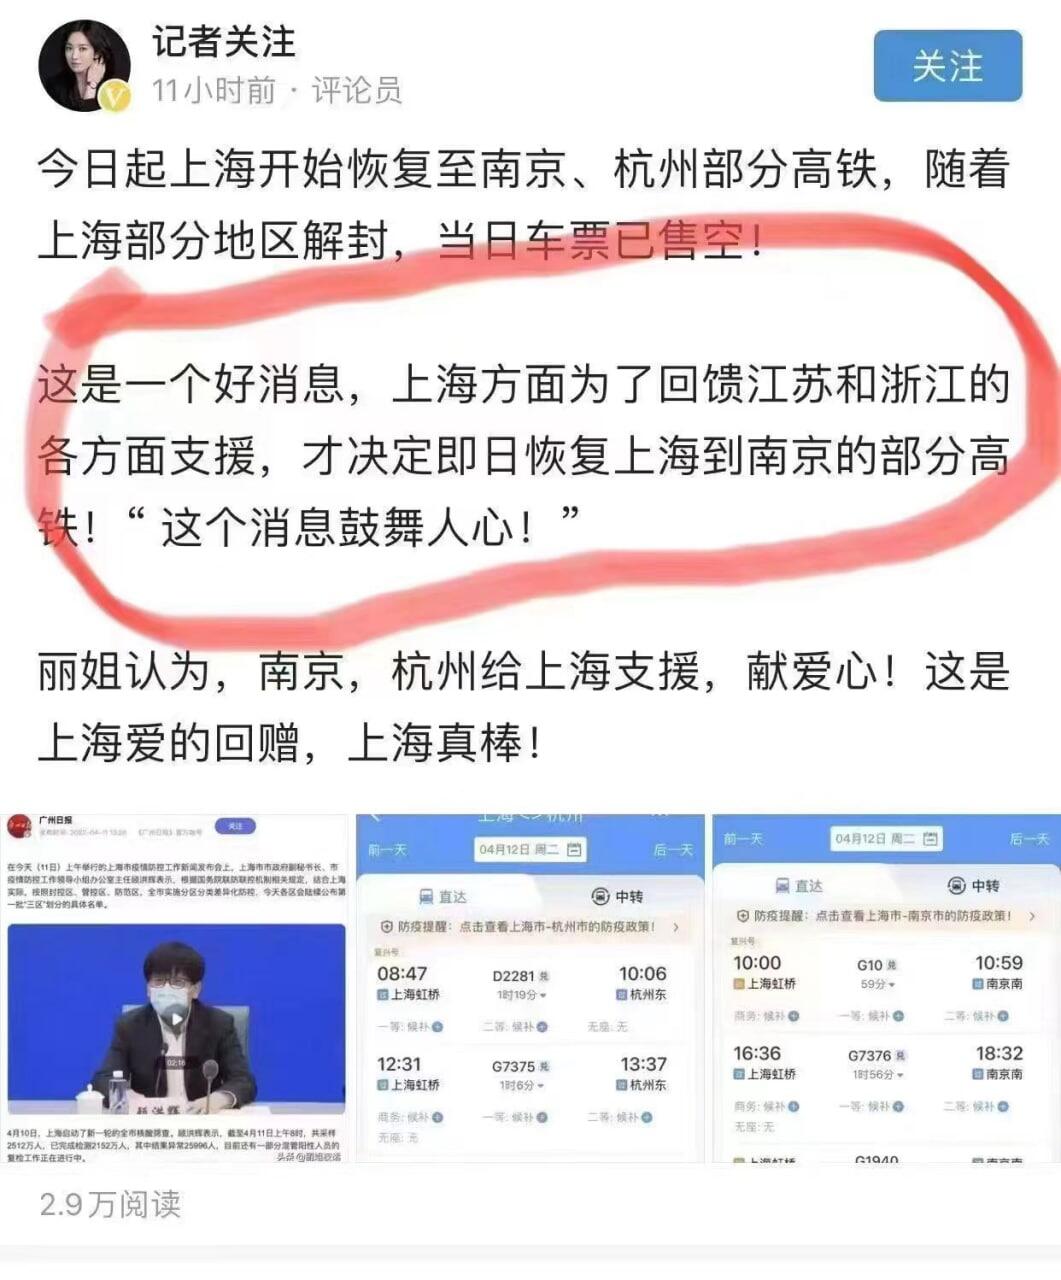 记者关注
11小时前 · 评论员
关注
今日起上海开始恢复至南京、杭州部分高铁，随着
上海部分地区解封，当日车票已售空！
这是一个好消息，上海方面为了回馈江苏和浙江的
各方面支援，才决定即日恢复上海到南京的部分高
铁！“ 这个消息鼓舞人心！”
丽姐认为，南京，杭州给上海支援，献爱心！这是
上海爱的回赠，上海真棒！
广州日报
关注
在今天（11日）上午举行的上海市疫情防控工作新闻发布会上，上海市市政府副秘书长、市
疫情防控工作领导小组办公室主任顾洪辉表示，根据国务院联防联控机制相关规定，结合上海
实际，按照封控区、管控区、防范区，全市实施分区分类差异化防控，今天各区会陆续公布第
一批“三区”划分的具体名单。
02:16
顾洪辉
4月10日，上海启动了新一轮的全市核酸筛查。顾洪辉表示，截至4月11日上午8时，共采样
2512万人，已完成检测2152万人，其中结果异常25996人，目前还有一部分混管阳性人员的
复检工作正在进行中。
上海<>杭州
前一天 04月12日 周二 后一天
直达 中转
防疫提醒：点击查看上海市-杭州市的防疫政策！
复兴号
08:47 D2281 兑 10:06
上海虹桥 1时19分 杭州东
一等: 候补 二等: 候补 无座: 无
12:31 G7375 兑 13:37
上海虹桥 1时6分 杭州东
商务: 候补 一等: 候补 二等: 候补
无座: 无
前一天 04月12日 周二 后一天
直达 中转
防疫提醒：点击查看上海市-南京市的防疫政策！
复兴号
10:00 G10 兑 10:59
上海虹桥 59分 南京南
商务: 候补 一等: 候补 二等: 候补
16:36 G7376 兑 18:32
上海虹桥 1时56分 南京南
商务: 候补 一等: 候补 二等: 候补
无座: 无
上海虹桥 G1940 南京南
2.9万阅读